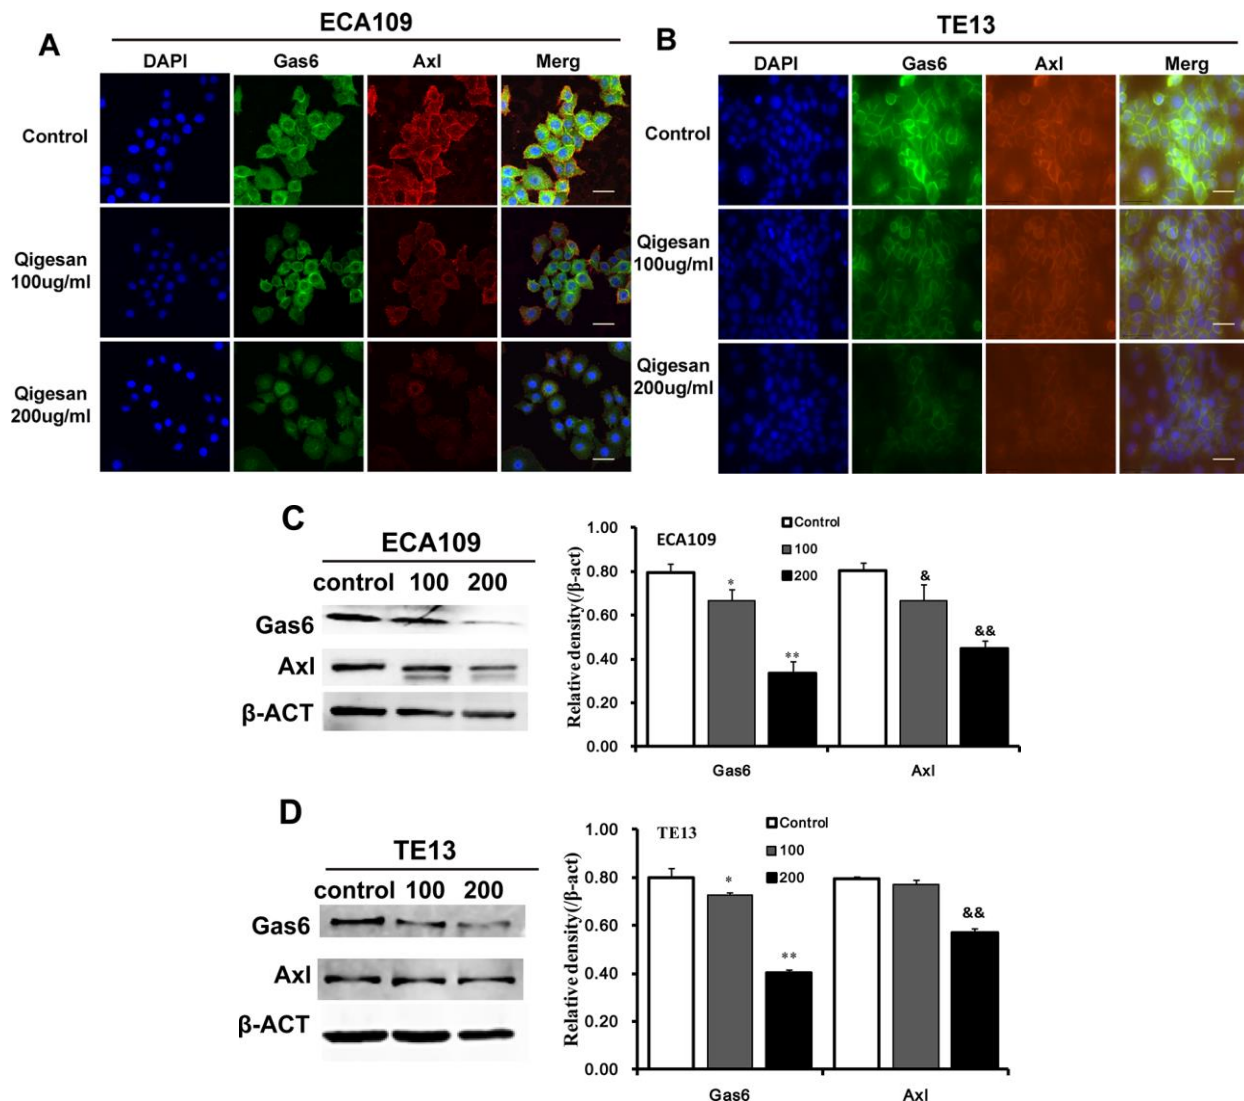 A
ECA109
DAPI Gas6 Axl Merg
Control
Qigesan
100ug/ml
Qigesan
200ug/ml
B
TE13
DAPI Gas6 Axl Merg
Control
Qigesan
100ug/ml
Qigesan
200ug/ml
C
ECA109
control 100 200
Gas6
Axl
β-ACT
Relative density(/β-act)
1.00
0.80
0.60
0.40
0.20
0.00
ECA109
Control
100
200
*
**
&
&&
Gas6 Axl
D
TE13
control 100 200
Gas6
Axl
β-ACT
Relative density(/β-act)
1.00
0.80
0.60
0.40
0.20
0.00
TE13
Control
100
200
*
**
&&
Gas6 Axl